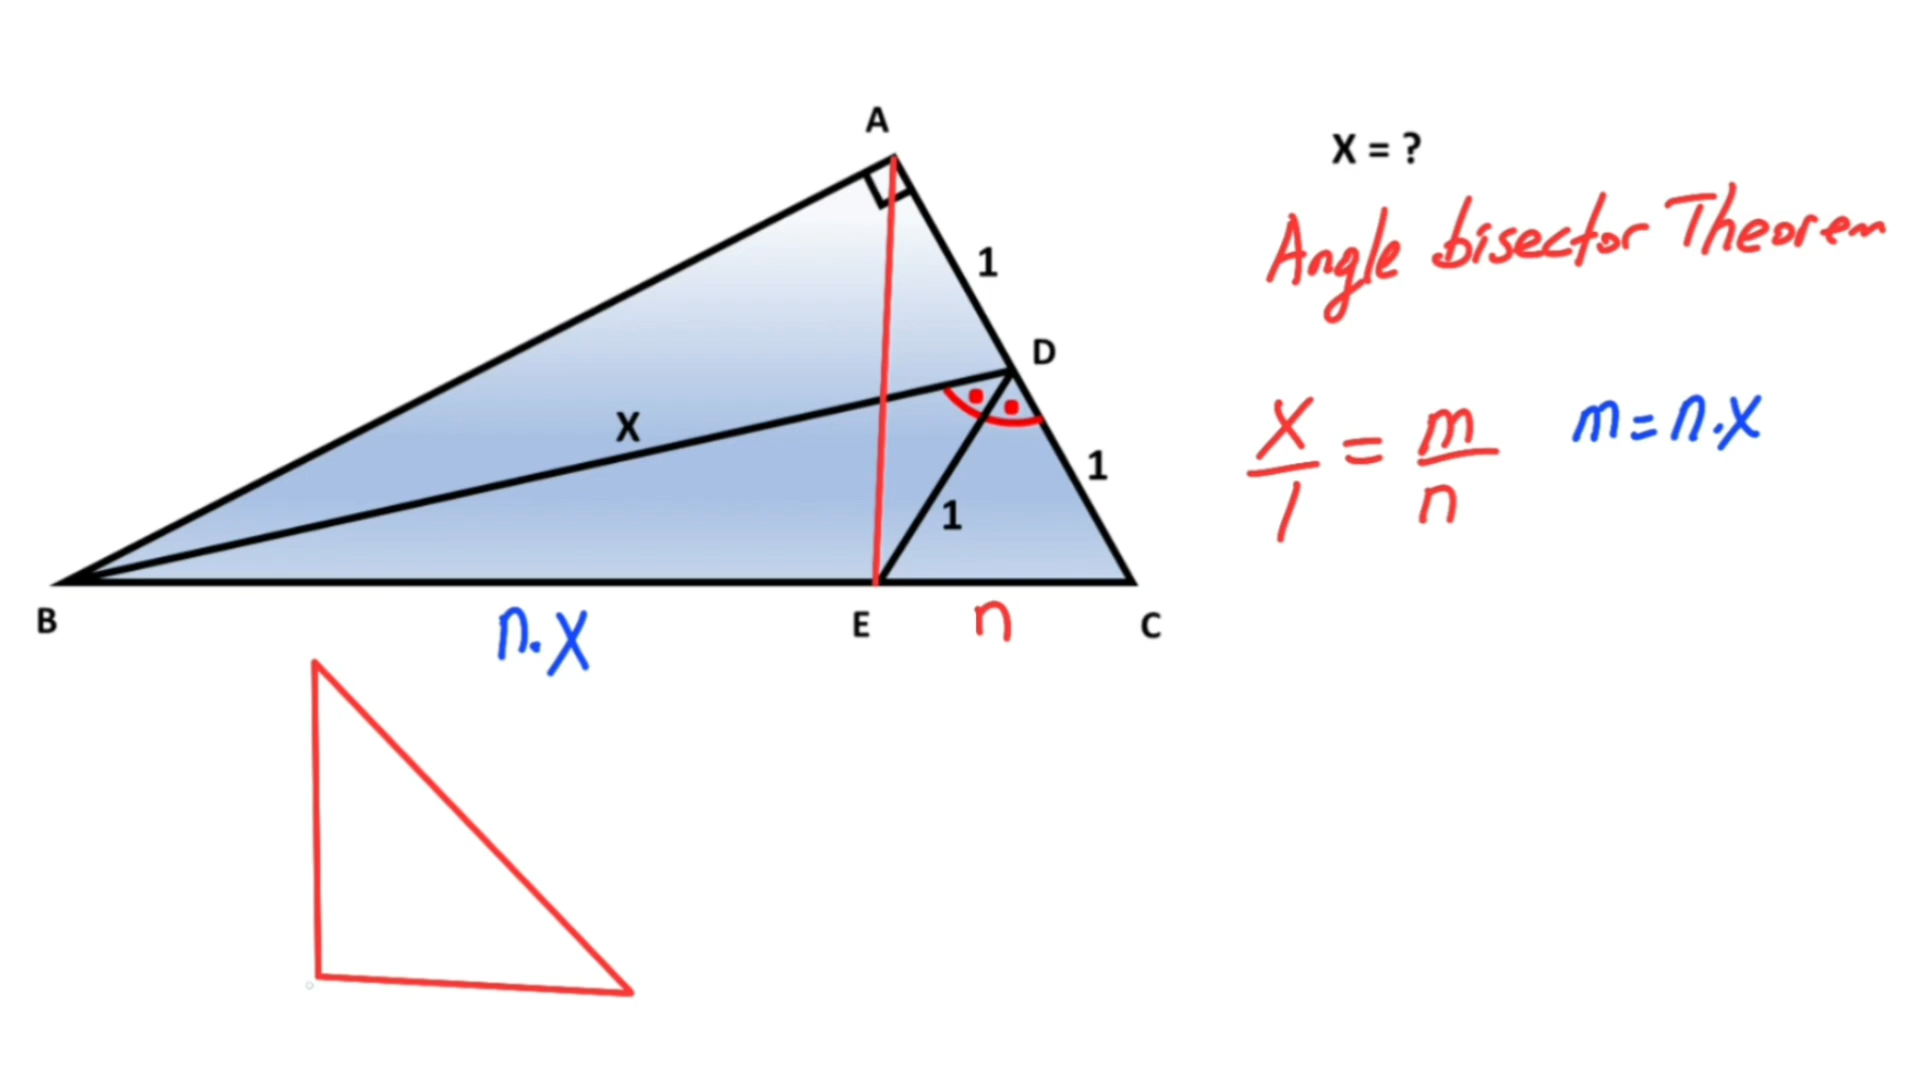 A
X = ?
Angle bisector Theorem
1
D
X
1
1
X/1 = m/n
m = n.X
B
E
C
n.X
n